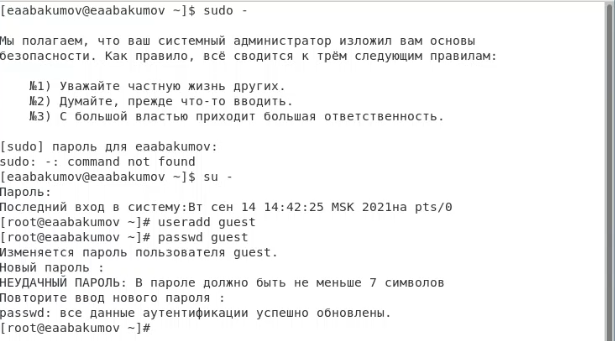 [eaabakumov@eaabakumov ~]$ sudo -
Мы полагаем, что ваш системный администратор изложил вам основы
безопасности. Как правило, всё сводится к трём следующим правилам:
№1) Уважайте частную жизнь других.
№2) Думайте, прежде что-то вводить.
№3) С большой властью приходит большая ответственность.
[sudo] пароль для eaabakumov:
sudo: -: command not found
[eaabakumov@eaabakumov ~]$ su -
Пароль:
Последний вход в систему:Вт сен 14 14:42:25 MSK 2021на pts/0
[root@eaabakumov ~]# useradd guest
[root@eaabakumov ~]# passwd guest
Изменяется пароль пользователя guest.
Новый пароль :
НЕУДАЧНЫЙ ПАРОЛЬ: В пароле должно быть не меньше 7 символов
Повторите ввод нового пароля :
passwd: все данные аутентификации успешно обновлены.
[root@eaabakumov ~]#